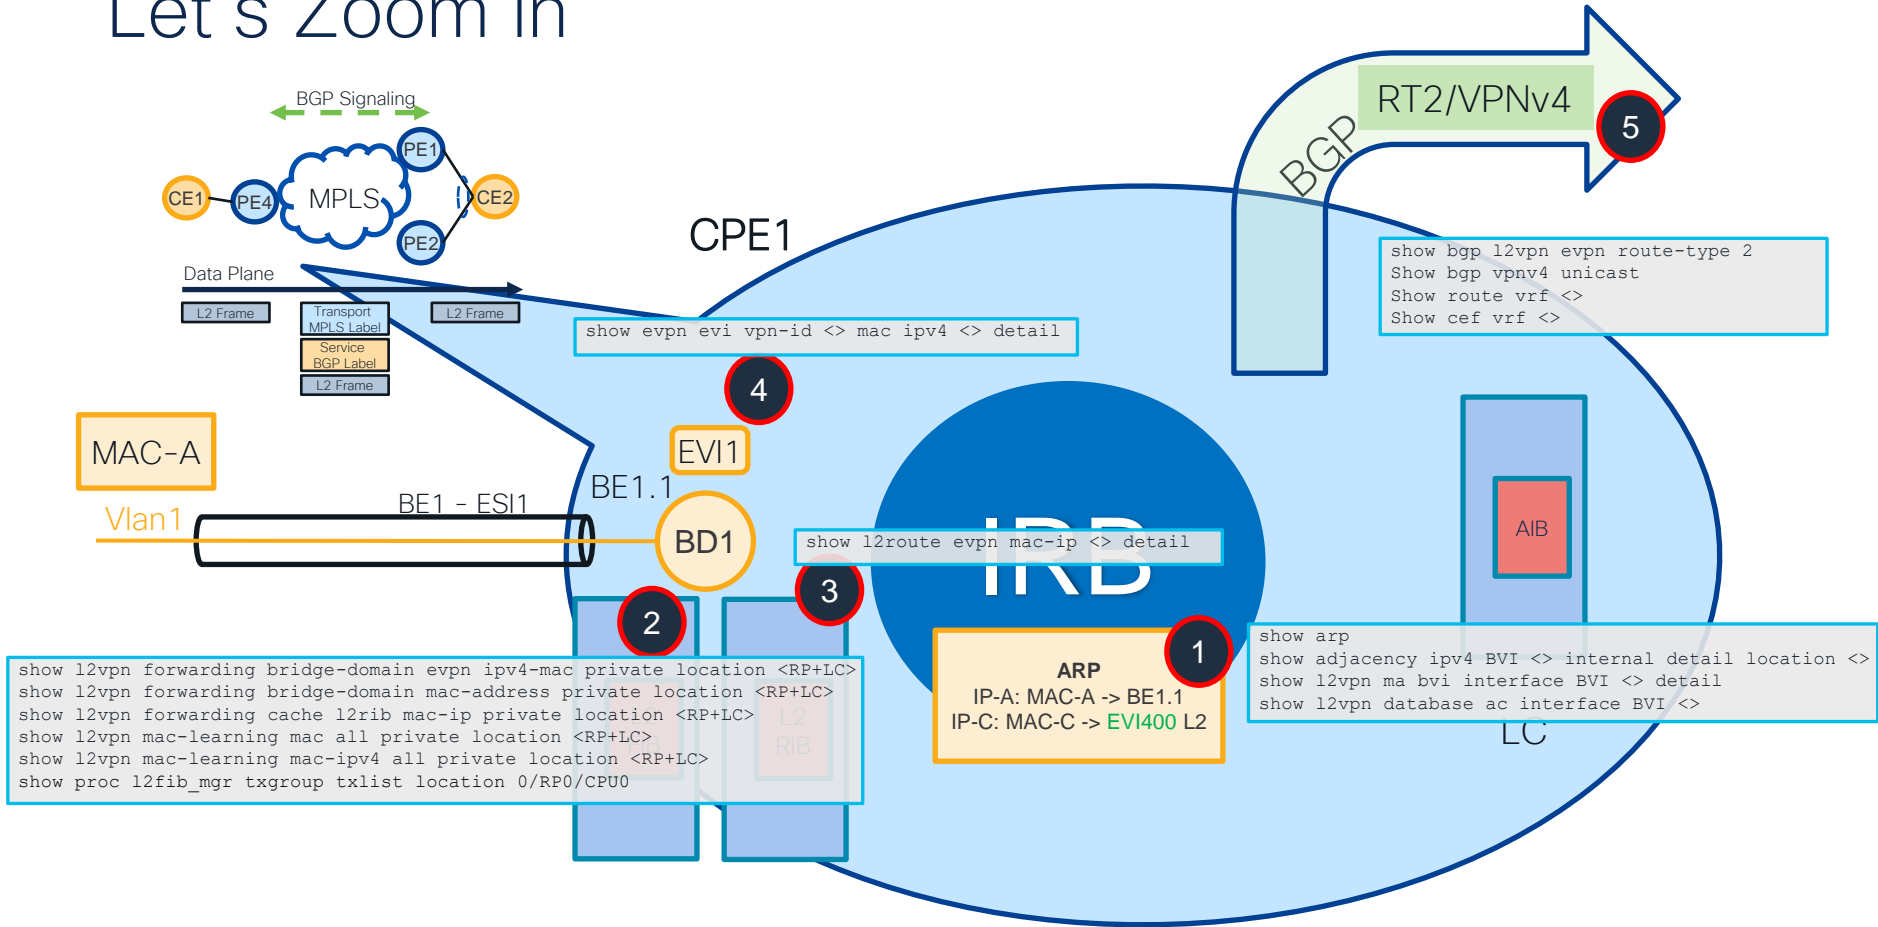 Let's Zoom in
BGP Signaling
PE1
CE1
PE4
MPLS
CE2
PE2
Data Plane
L2 Frame
Transport
MPLS Label
L2 Frame
Service
BGP Label
L2 Frame
CPE1
BGP
RT2/VPNv4
5
show bgp l2vpn evpn route-type 2
Show bgp vpnv4 unicast
Show route vrf <>
Show cef vrf <>
show evpn evi vpn-id <> mac ipv4 <> detail
4
MAC-A
EVI1
BE1.1
BE1 - ESI1
Vlan1
BD1
show l2route evpn mac-ip <> detail
IRB
AIB
3
2
1
show l2vpn forwarding bridge-domain evpn ipv4-mac private location <RP+LC>
show l2vpn forwarding bridge-domain mac-address private location <RP+LC>
show l2vpn forwarding cache l2rib mac-ip private location <RP+LC>
show l2vpn mac-learning mac all private location <RP+LC>
show l2vpn mac-learning mac-ipv4 all private location <RP+LC>
show proc l2fib_mgr txgroup txlist location 0/RP0/CPU0
L2
RIB
ARP
IP-A: MAC-A -> BE1.1
IP-C: MAC-C -> EVI400 L2
show arp
show adjacency ipv4 BVI <> internal detail location <>
show l2vpn ma bvi interface BVI <> detail
show l2vpn database ac interface BVI <>
LC